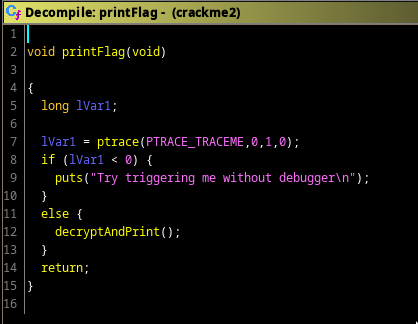 Decompile: printFlag - (crackme2)
1
2 void printFlag(void)
3
4 {
5   long lVar1;
6
7   lVar1 = ptrace(PTRACE_TRACEME,0,1,0);
8   if (lVar1 < 0) {
9     puts("Try triggering me without debugger\n");
10   }
11   else {
12     decryptAndPrint();
13   }
14   return;
15 }
16